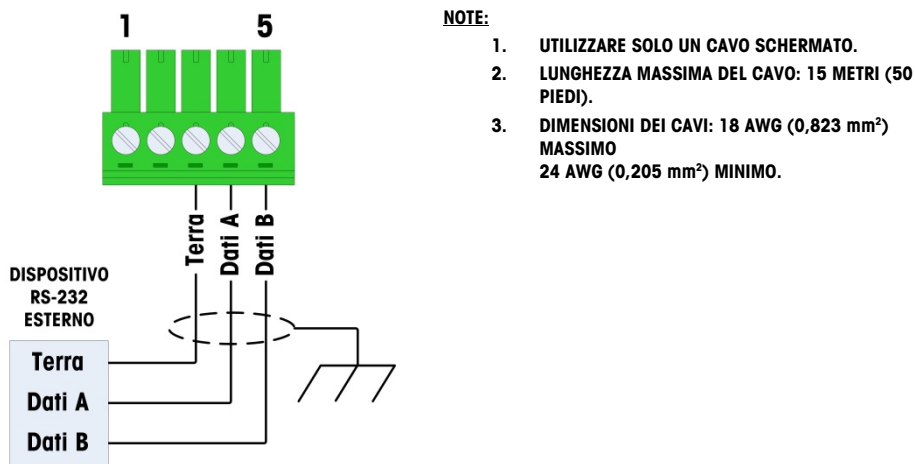 1
5
Terra
Dati A
Dati B
DISPOSITIVO
RS-232
ESTERNO
Terra
Dati A
Dati B
NOTE:
1. UTILIZZARE SOLO UN CAVO SCHERMATO.
2. LUNGHEZZA MASSIMA DEL CAVO: 15 METRI (50
PIEDI).
3. DIMENSIONI DEI CAVI: 18 AWG (0,823 mm²)
MASSIMO
24 AWG (0,205 mm²) MINIMO.